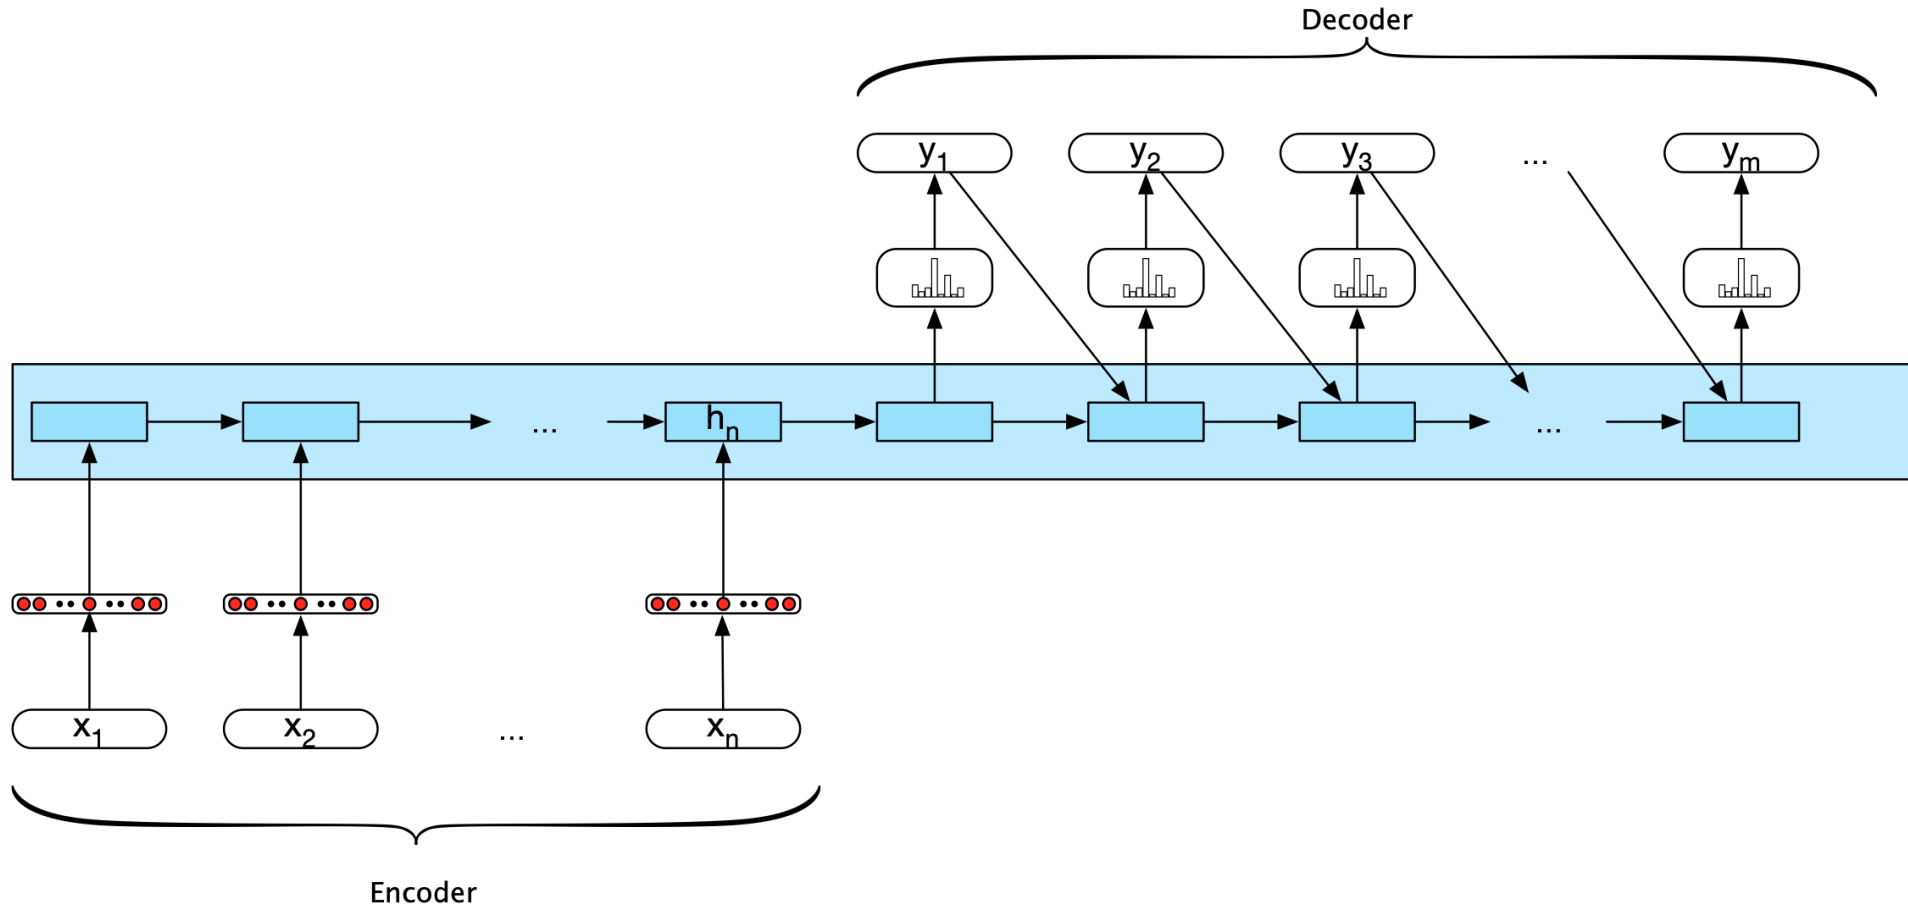 Decoder
y1 y2 y3 ... ym
... hn ...
x1 x2 ... xn
Encoder